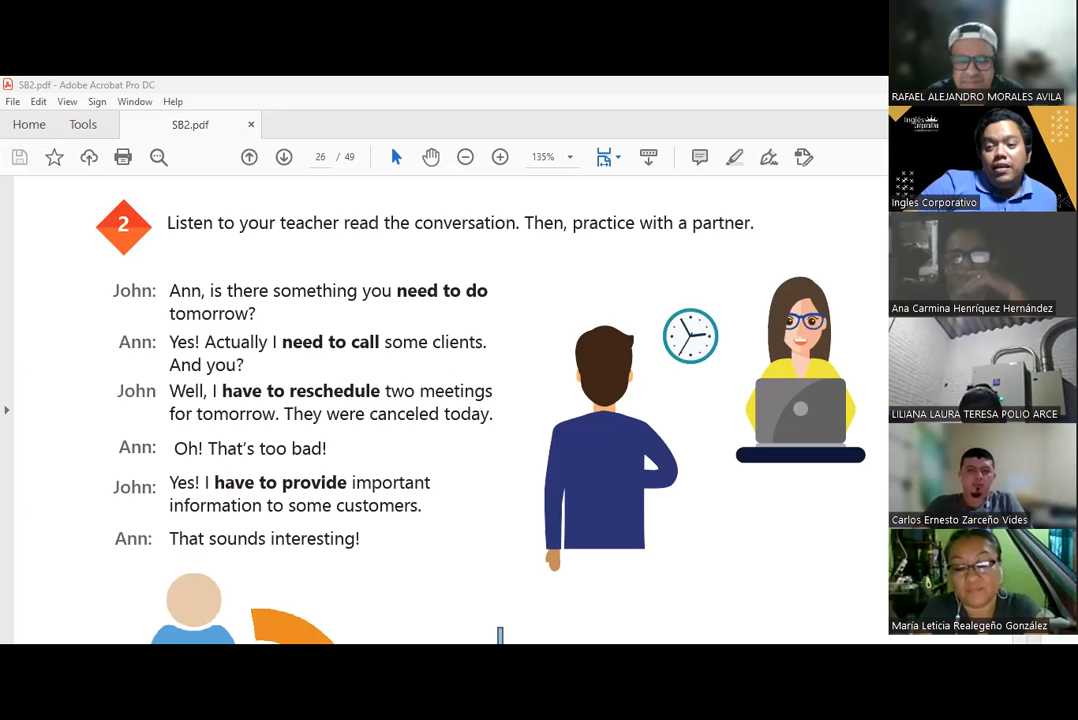 SB2.pdf - Adobe Acrobat Pro DC
File Edit View Sign Window Help
Home Tools SB2.pdf ×
26 / 49 135%
2 Listen to your teacher read the conversation. Then, practice with a partner.
John: Ann, is there something you need to do
tomorrow?
Ann: Yes! Actually I need to call some clients.
And you?
John Well, I have to reschedule two meetings
for tomorrow. They were canceled today.
Ann: Oh! That's too bad!
John: Yes! I have to provide important
information to some customers.
Ann: That sounds interesting!
RAFAEL ALEJANDRO MORALES AVILA
Inglés
Ingles Corporativo
Ana Carmina Henríquez Hernández
LILIANA LAURA TERESA POLIO ARCE
Carlos Ernesto Zarceño Vides
María Leticia Realegeño González